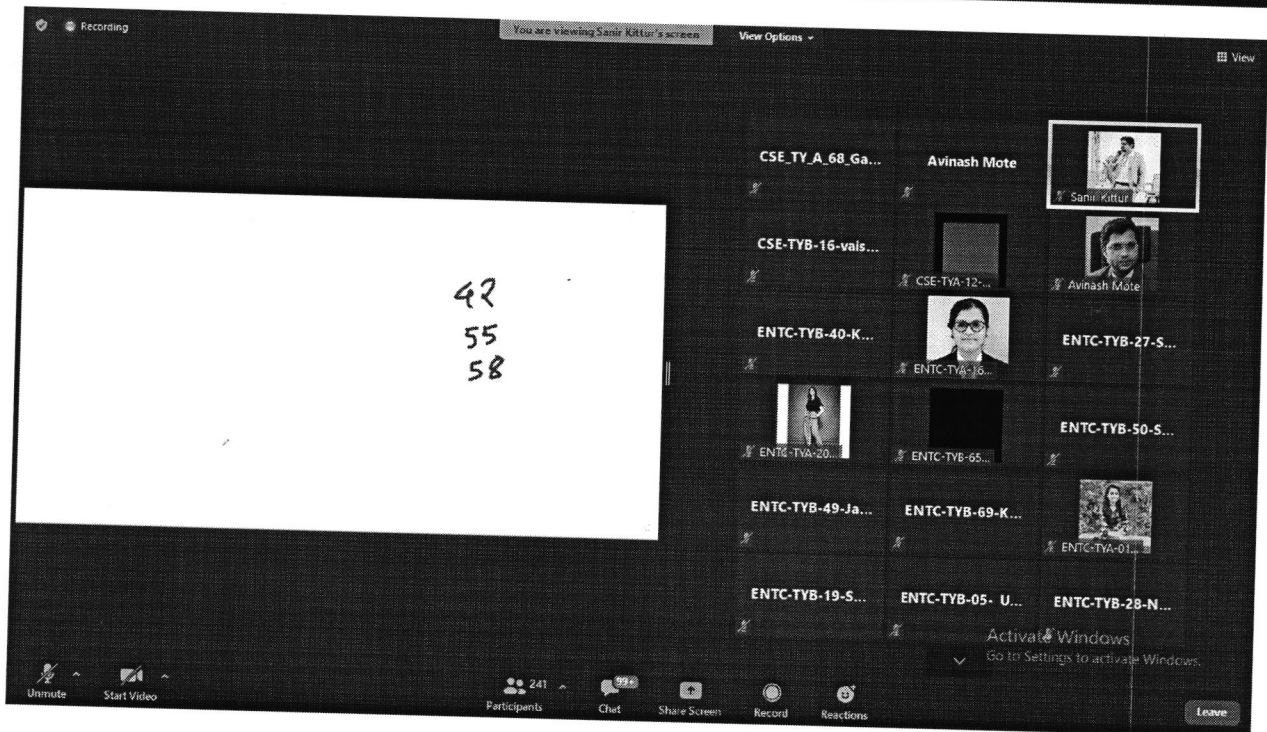 Recording
You are viewing Sanir Kittur's screen
View Options
View
CSE_TY_A_68_Ga...
Avinash Mote
Sanir Kittur
CSE-TYB-16-vais...
CSE-TYA-12-...
Avinash Mote
ENTC-TYB-40-K...
ENTC-TYA-16...
ENTC-TYB-27-S...
ENTC-TYA-20...
ENTC-TYB-65...
ENTC-TYB-50-S...
ENTC-TYB-49-Ja...
ENTC-TYB-69-K...
ENTC-TYA-01...
ENTC-TYB-19-S...
ENTC-TYB-05- U...
ENTC-TYB-28-N...
42
55
58
Activate Windows
Go to Settings to activate Windows.
Unmute
Start Video
241
Participants
99+
Chat
Share Screen
Record
Reactions
Leave